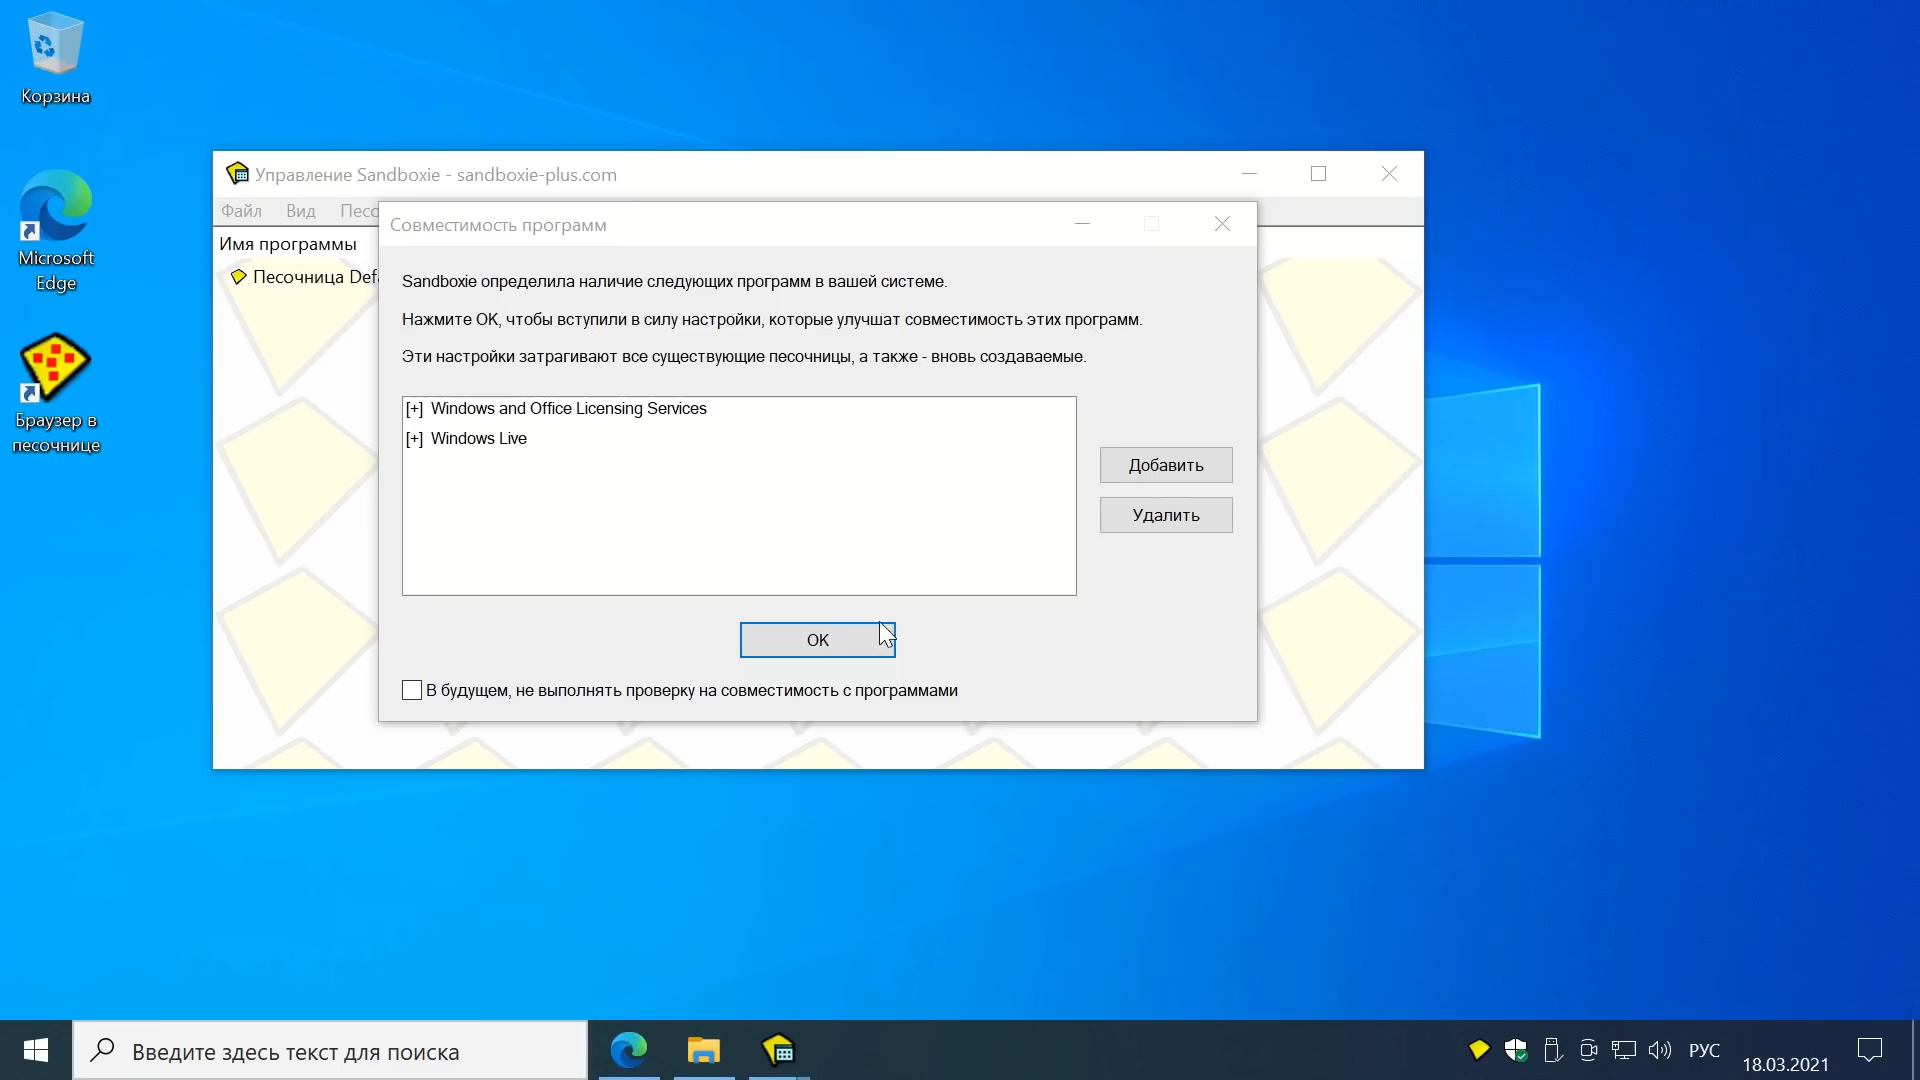 Корзина
Microsoft
Edge
Браузер в
песочнице
Управление Sandboxie - sandboxie-plus.com
Файл Вид Песо
Имя программы
Песочница Defa
Совместимость программ
Sandboxie определила наличие следующих программ в вашей системе.
Нажмите OK, чтобы вступили в силу настройки, которые улучшат совместимость этих программ.
Эти настройки затрагивают все существующие песочницы, а также - вновь создаваемые.
[+] Windows and Office Licensing Services
[+] Windows Live
Добавить
Удалить
OK
В будущем, не выполнять проверку на совместимость с программами
Введите здесь текст для поиска
РУС
18.03.2021